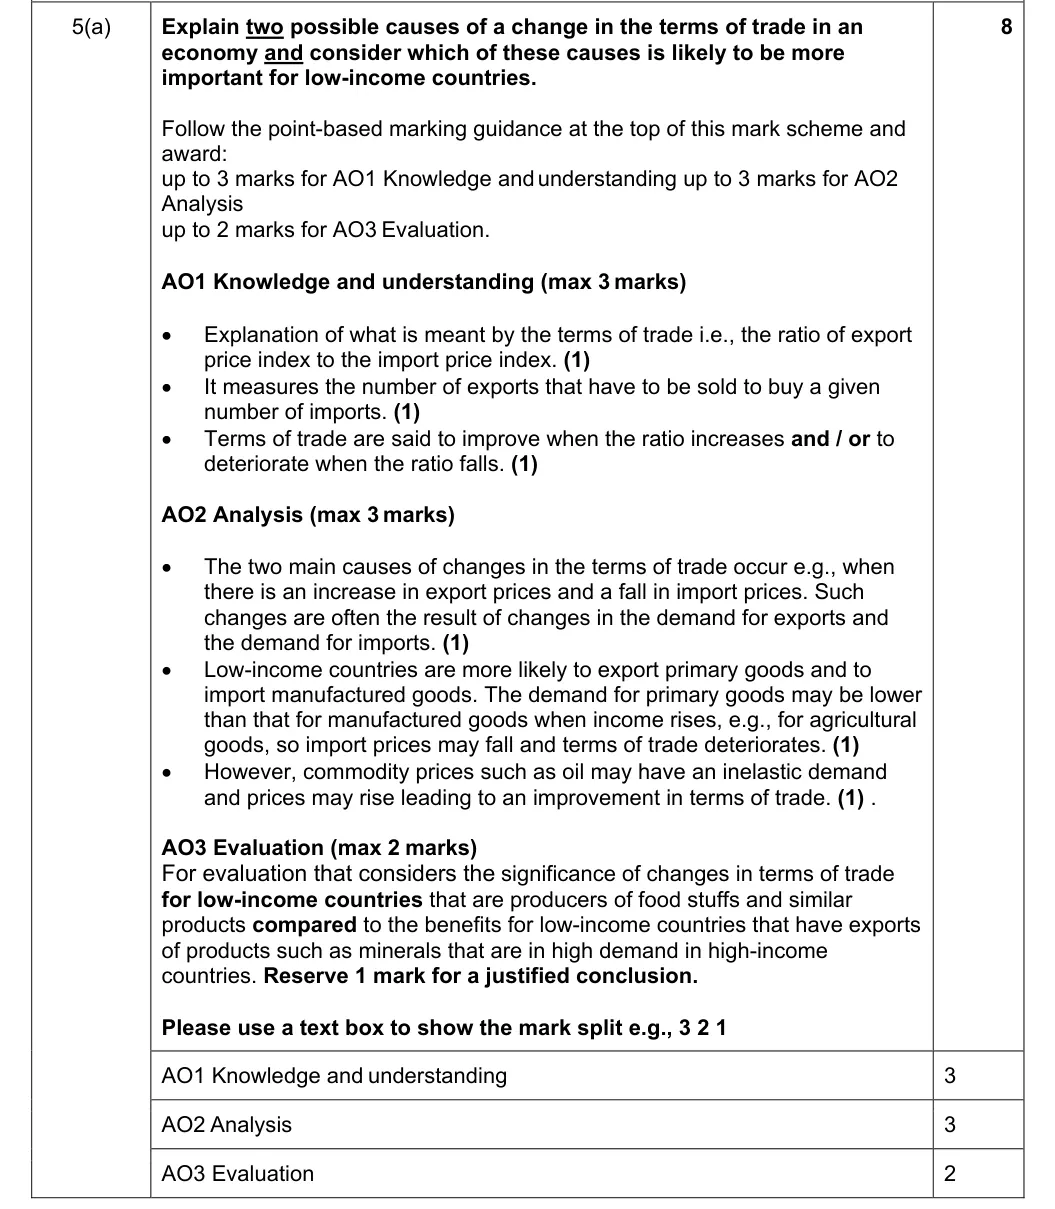 5(a)
Explain two possible causes of a change in the terms of trade in an
economy and consider which of these causes is likely to be more
important for low-income countries.
8
Follow the point-based marking guidance at the top of this mark scheme and
award:
up to 3 marks for AO1 Knowledge and understanding up to 3 marks for AO2
Analysis
up to 2 marks for AO3 Evaluation.
AO1 Knowledge and understanding (max 3 marks)
• Explanation of what is meant by the terms of trade i.e., the ratio of export
price index to the import price index. (1)
• It measures the number of exports that have to be sold to buy a given
number of imports. (1)
• Terms of trade are said to improve when the ratio increases and / or to
deteriorate when the ratio falls. (1)
AO2 Analysis (max 3 marks)
• The two main causes of changes in the terms of trade occur e.g., when
there is an increase in export prices and a fall in import prices. Such
changes are often the result of changes in the demand for exports and
the demand for imports. (1)
• Low-income countries are more likely to export primary goods and to
import manufactured goods. The demand for primary goods may be lower
than that for manufactured goods when income rises, e.g., for agricultural
goods, so import prices may fall and terms of trade deteriorates. (1)
• However, commodity prices such as oil may have an inelastic demand
and prices may rise leading to an improvement in terms of trade. (1) .
AO3 Evaluation (max 2 marks)
For evaluation that considers the significance of changes in terms of trade
for low-income countries that are producers of food stuffs and similar
products compared to the benefits for low-income countries that have exports
of products such as minerals that are in high demand in high-income
countries. Reserve 1 mark for a justified conclusion.
Please use a text box to show the mark split e.g., 3 2 1
AO1 Knowledge and understanding 3
AO2 Analysis 3
AO3 Evaluation 2